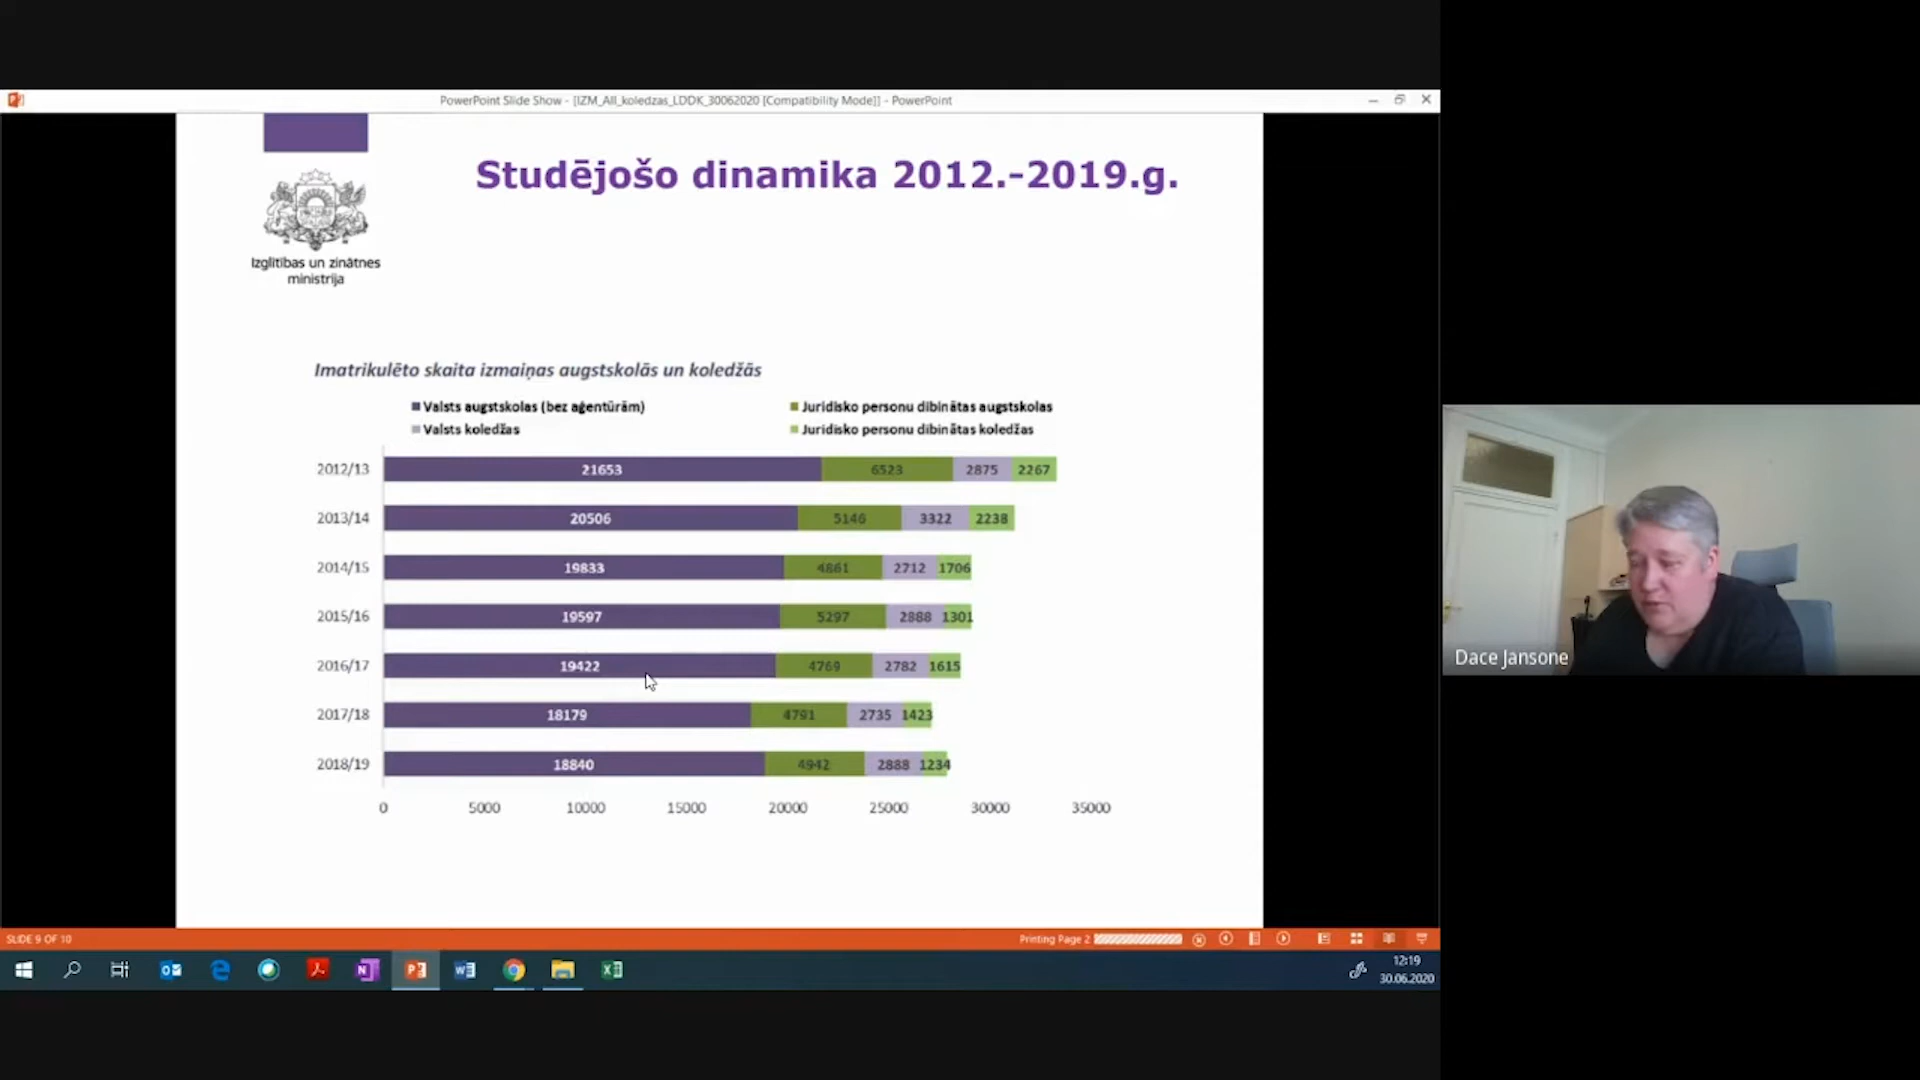 PowerPoint Slide Show - [IZM_AII_koledzas_LDDK_30062020 [Compatibility Mode]] - PowerPoint
Studējošo dinamika 2012.-2019.g.
Izglītības un zinātnes
ministrija
Imatrikulēto skaita izmaiņas augstskolās un koledžās
Valsts augstskolas (bez aģentūrām)
Juridisko personu dibinātas augstskolas
Valsts koledžas
Juridisko personu dibinātas koledžas
2012/13 21653 6523 2875 2267
2013/14 20506 5146 3322 2238
2014/15 19833 4861 2712 1706
2015/16 19597 5297 2888 1301
2016/17 19422 4769 2782 1615
2017/18 18179 4791 2735 1423
2018/19 18840 4942 2888 1234
0 5000 10000 15000 20000 25000 30000 35000
Dace Jansone
SLIDE 9 OF 10
Printing Page 2
12:19
30.06.2020